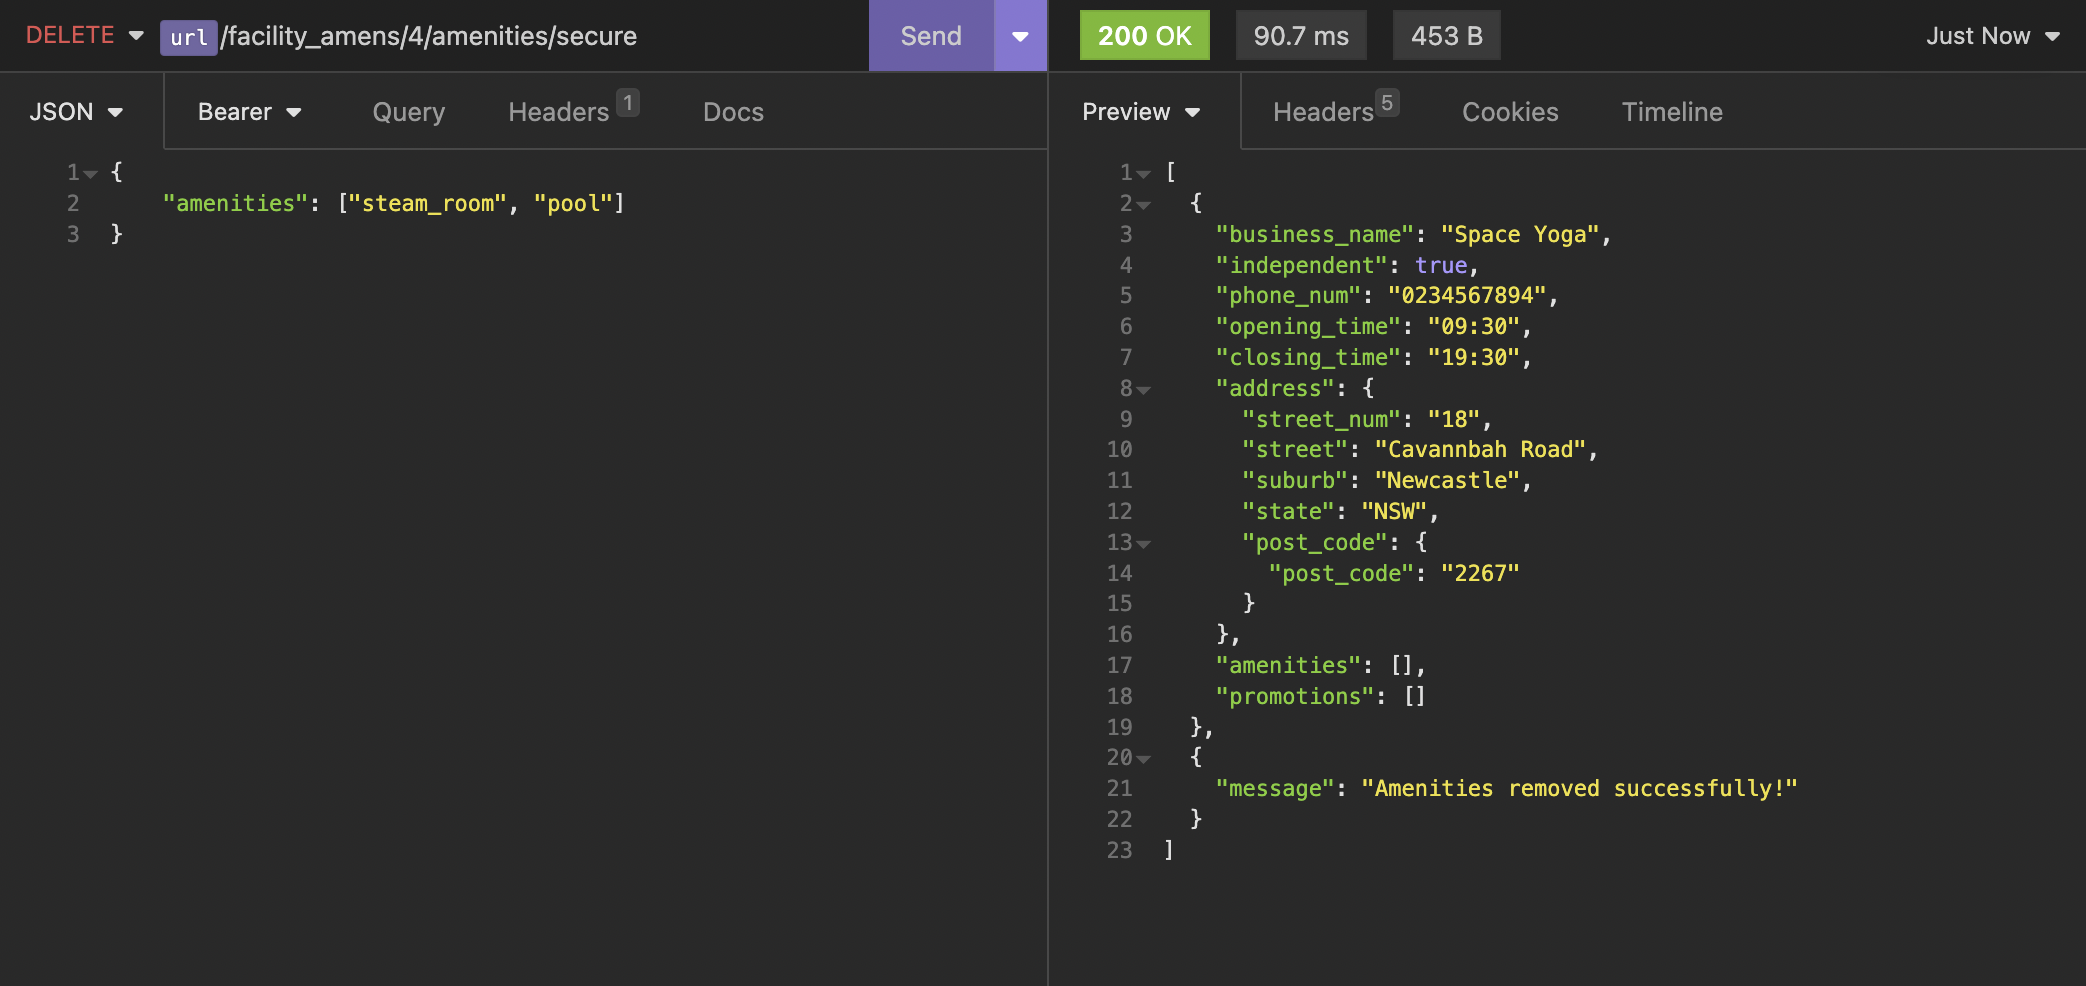 DELETE url/facility_amens/4/amenities/secure Send
200 OK 90.7 ms 453 B Just Now
JSON Bearer Query Headers 1 Docs
Preview Headers 5 Cookies Timeline
1 {
2 "amenities": ["steam_room", "pool"]
3 }
1 [
2 {
3 "business_name": "Space Yoga",
4 "independent": true,
5 "phone_num": "0234567894",
6 "opening_time": "09:30",
7 "closing_time": "19:30",
8 "address": {
9 "street_num": "18",
10 "street": "Cavannbah Road",
11 "suburb": "Newcastle",
12 "state": "NSW",
13 "post_code": {
14 "post_code": "2267"
15 }
16 },
17 "amenities": [],
18 "promotions": []
19 },
20 {
21 "message": "Amenities removed successfully!"
22 }
23 ]